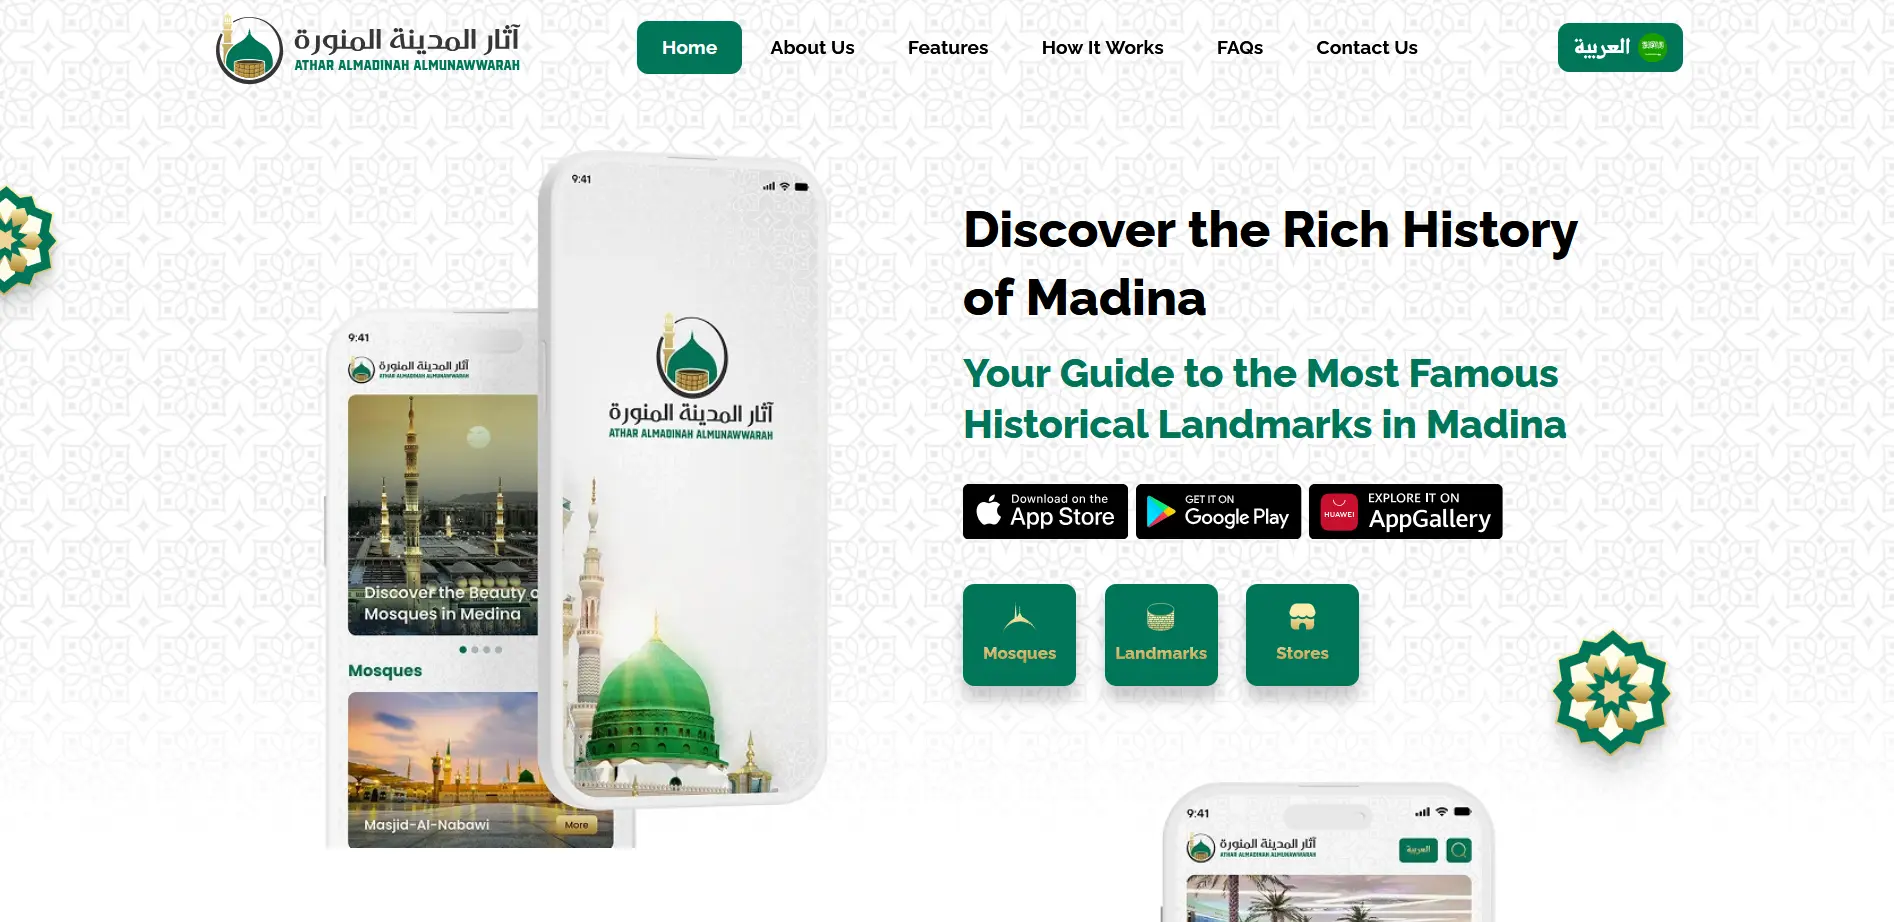 آثار المدينة المنورة
ATHAR ALMADINAH ALMUNAWWARAH
Home
About Us
Features
How It Works
FAQs
Contact Us
العربية
9:41
آثار المدينة المنورة
ATHAR ALMADINAH ALMUNAWWARAH
9:41
آثار المدينة المنورة
ATHAR ALMADINAH ALMUNAWWARAH
Discover the Beauty o
Mosques in Medina
Mosques
Masjid-Al-Nabawi
More
Discover the Rich History
of Madina
Your Guide to the Most Famous
Historical Landmarks in Madina
Download on the
App Store
GET IT ON
Google Play
HUAWEI
EXPLORE IT ON
AppGallery
Mosques
Landmarks
Stores
9:41
آثار المدينة المنورة
ATHAR ALMADINAH ALMUNAWWARAH
العربية